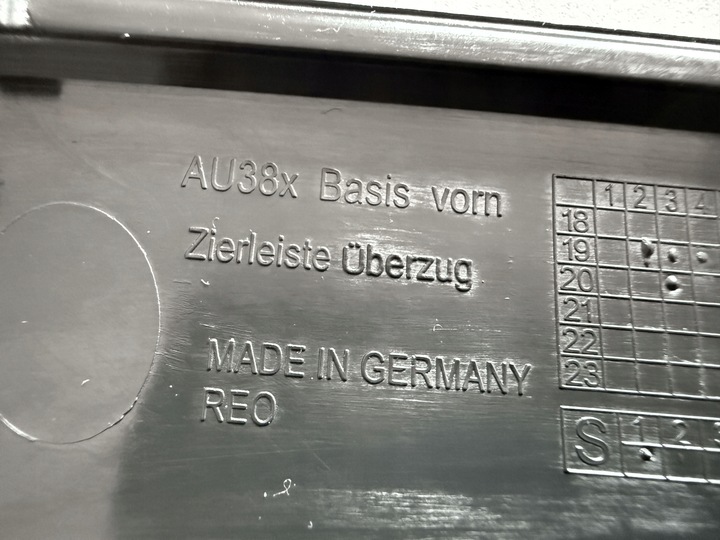 AU38x Basis vorn
Zierleiste Überzug
MADE IN GERMANY
REO
1 2 3 4
18
19
20
21
22
23
S 1 2 3